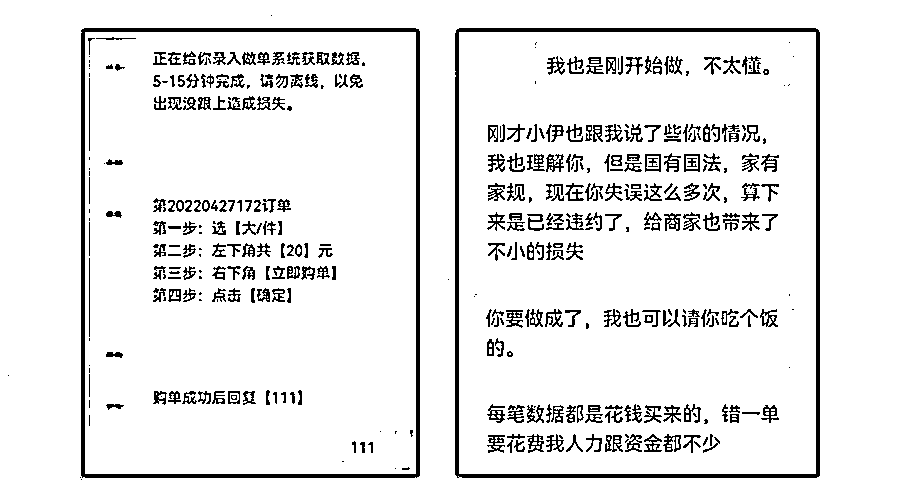 正在给你录入做单系统获取数据，
5-15分钟完成，请勿离线，以免
出现没跟上造成损失。
第20220427172订单
第一步：选【大/件】
第二步：左下角共【20】元
第三步：右下角【立即购单】
第四步：点击【确定】
购单成功后回复【111】
111
我也是刚开始做，不太懂。
刚才小伊也跟我说了些你的情况，
我也理解你，但是国有国法，家有
家规，现在你失误这么多次，算下
来是已经违约了，给商家也带来了
不小的损失
你要做成了，我也可以请你吃个饭
的。
每笔数据都是花钱买来的，错一单
要花费我人力跟资金都不少